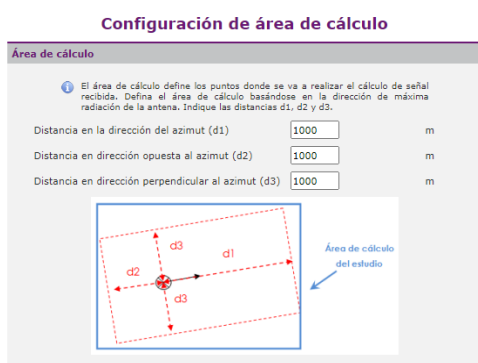 Configuración de área de cálculo
Área de cálculo
El área de cálculo define los puntos donde se va a realizar el cálculo de señal
recibida. Defina el área de cálculo basándose en la dirección de máxima
radiación de la antena. Indique las distancias d1, d2 y d3.
Distancia en la dirección del azimut (d1) 1000 m
Distancia en dirección opuesta al azimut (d2) 1000 m
Distancia en dirección perpendicular al azimut (d3) 1000 m
d3
d1
d2
d3
Área de cálculo
del estudio